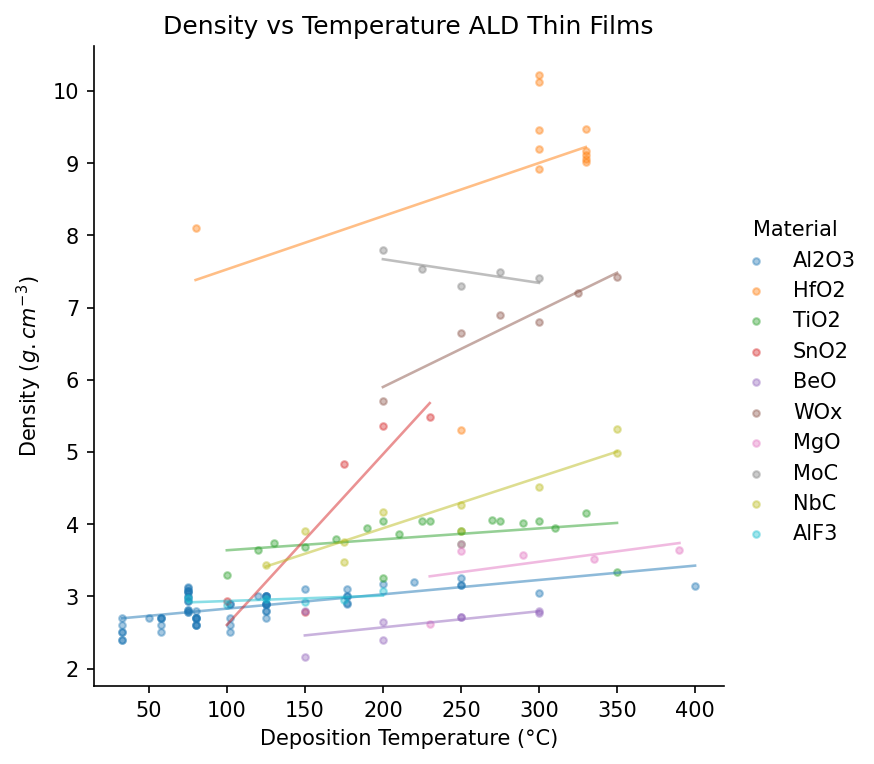 Density vs Temperature ALD Thin Films
Density (g.cm⁻³)
10
9
8
7
6
5
4
3
2
50 100 150 200 250 300 350 400
Deposition Temperature (°C)
Material
Al2O3
HfO2
TiO2
SnO2
BeO
WOx
MgO
MoC
NbC
AlF3